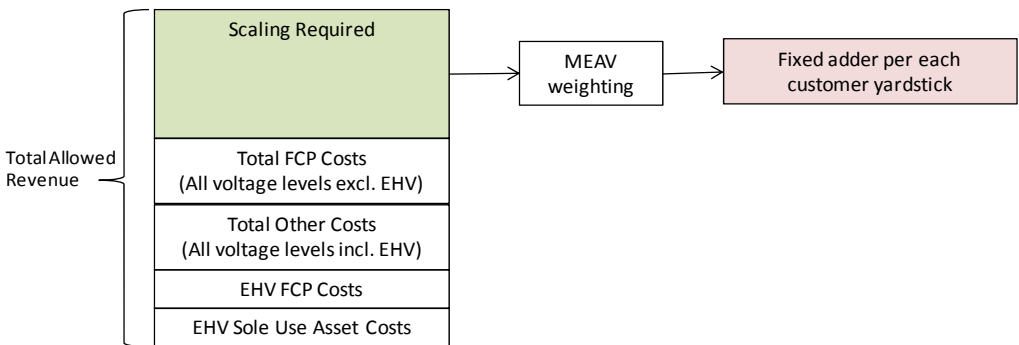 Scaling Required
MEAV
weighting
Fixed adder per each
customer yardstick
Total Allowed
Revenue
Total FCP Costs
(All voltage levels excl. EHV)
Total Other Costs
(All voltage levels incl. EHV)
EHV FCP Costs
EHV Sole Use Asset Costs